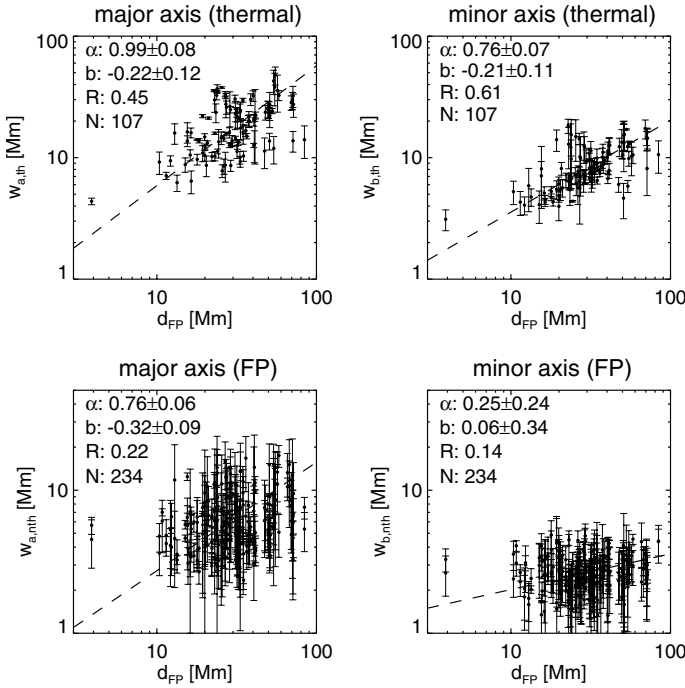 major axis (thermal)
α: 0.99±0.08
b: -0.22±0.12
R: 0.45
N: 107
100
10
1
w_a,th [Mm]
10 100
d_FP [Mm]
minor axis (thermal)
α: 0.76±0.07
b: -0.21±0.11
R: 0.61
N: 107
100
10
1
w_b,th [Mm]
10 100
d_FP [Mm]
major axis (FP)
α: 0.76±0.06
b: -0.32±0.09
R: 0.22
N: 234
10
1
w_a,nth [Mm]
10 100
d_FP [Mm]
minor axis (FP)
α: 0.25±0.24
b: 0.06±0.34
R: 0.14
N: 234
10
1
w_b,nth [Mm]
10 100
d_FP [Mm]